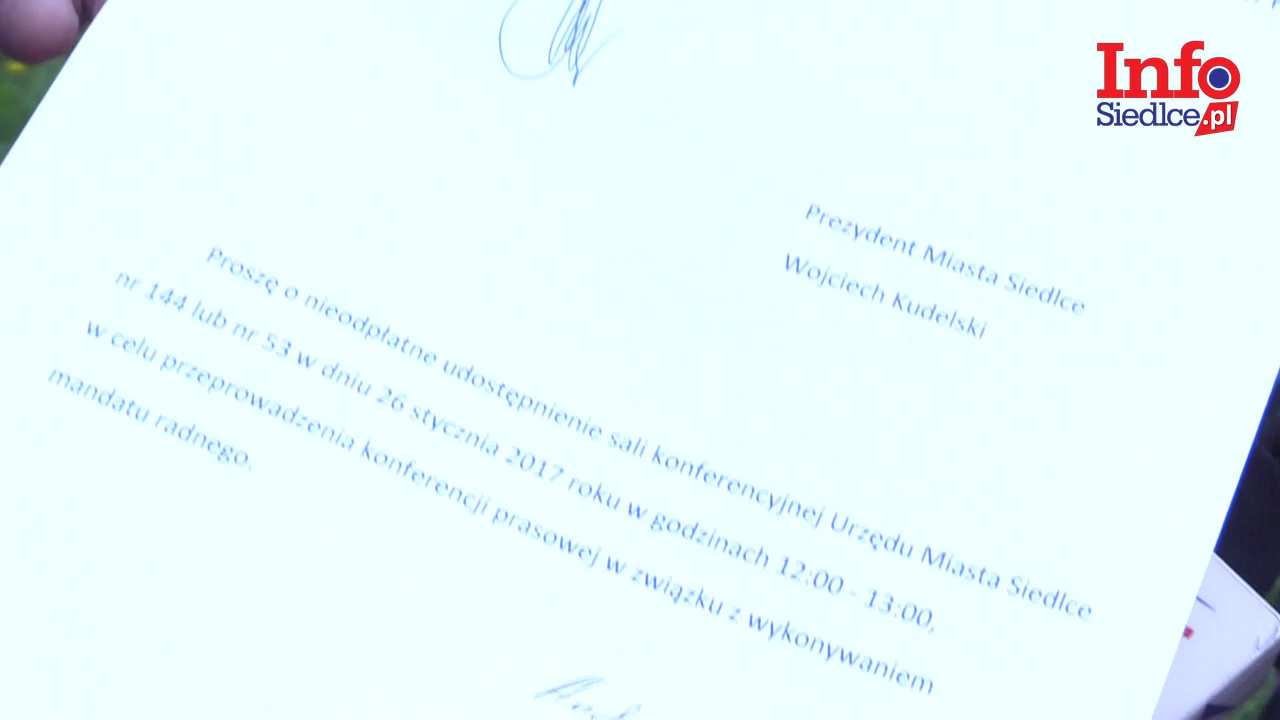 Info
Siedlce.pl
Prezydent Miasta Siedlce
Wojciech Kudelski
Proszę o nieodpłatne udostępnienie sali konferencyjnej Urzędu Miasta Siedlce
nr 144 lub nr 53 w dniu 26 stycznia 2017 roku w godzinach 12:00 - 13:00,
w celu przeprowadzenia konferencji prasowej w związku z wykonywaniem
mandatu radnego.